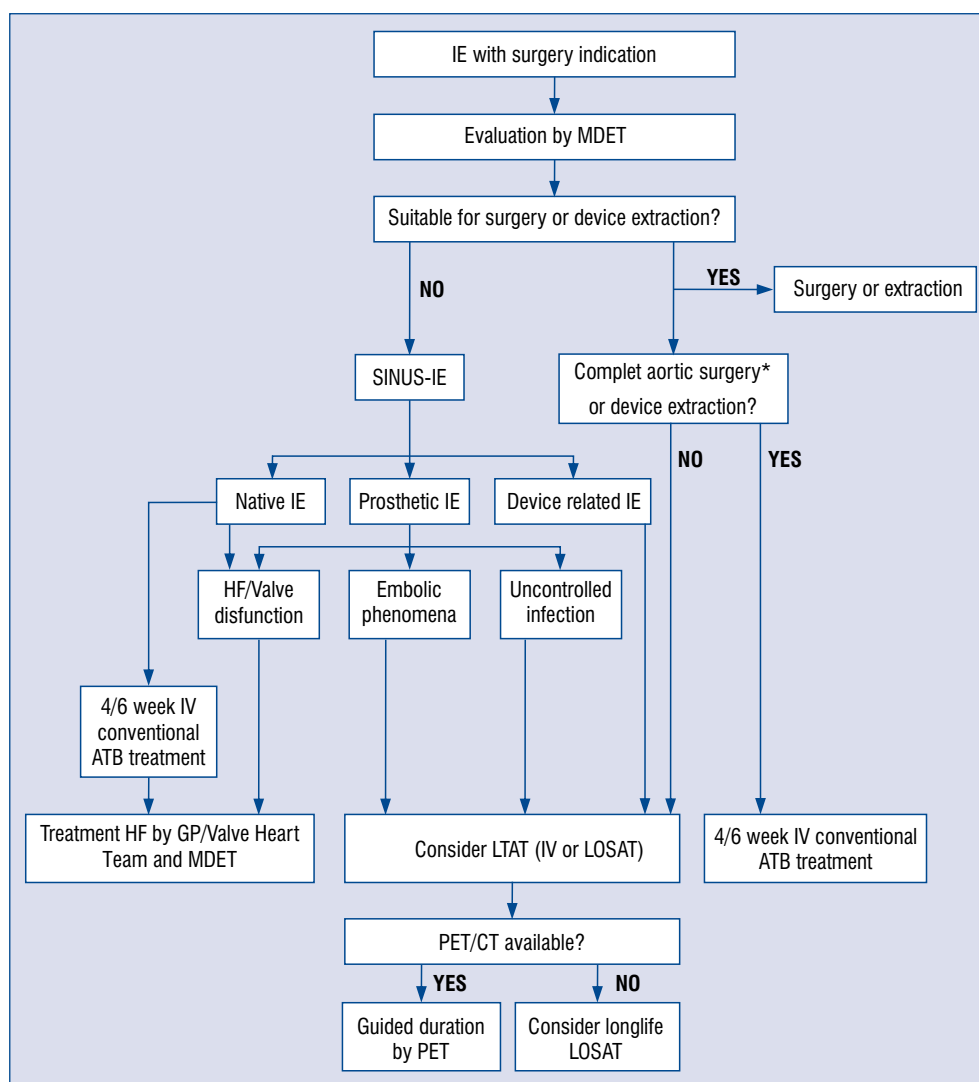 IE with surgery indication
Evaluation by MDET
Suitable for surgery or device extraction?
NO
YES
Surgery or extraction
SINUS-IE
Complet aortic surgery*
or device extraction?
NO
YES
Native IE
Prosthetic IE
Device related IE
HF/Valve
disfunction
Embolic
phenomena
Uncontrolled
infection
4/6 week IV
conventional
ATB treatment
Treatment HF by GP/Valve Heart
Team and MDET
Consider LTAT (IV or LOSAT)
4/6 week IV conventional
ATB treatment
PET/CT available?
YES
NO
Guided duration
by PET
Consider longlife
LOSAT